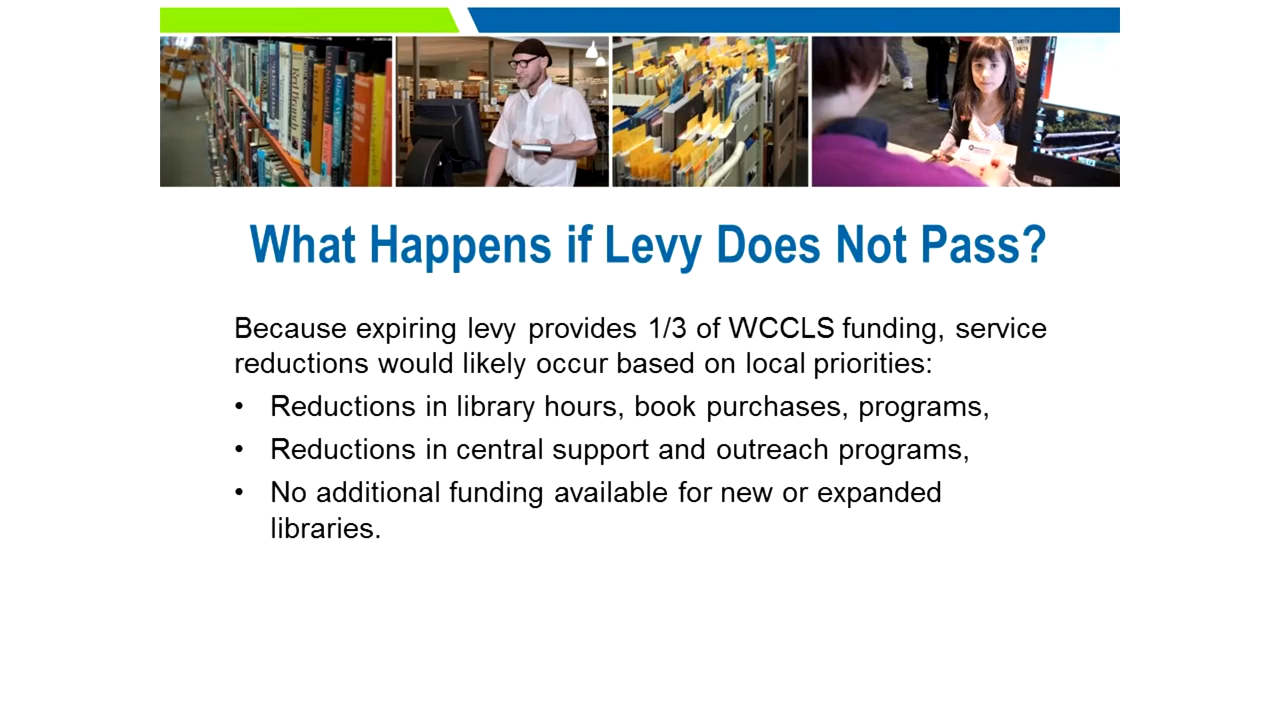 What Happens if Levy Does Not Pass?
Because expiring levy provides 1/3 of WCCLS funding, service
reductions would likely occur based on local priorities:
• Reductions in library hours, book purchases, programs,
• Reductions in central support and outreach programs,
• No additional funding available for new or expanded
libraries.